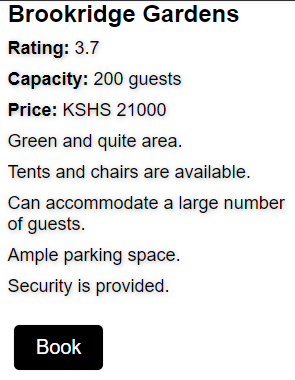 Brookridge Gardens
Rating: 3.7
Capacity: 200 guests
Price: KSHS 21000
Green and quite area.
Tents and chairs are available.
Can accommodate a large number
of guests.
Ample parking space.
Security is provided.
Book